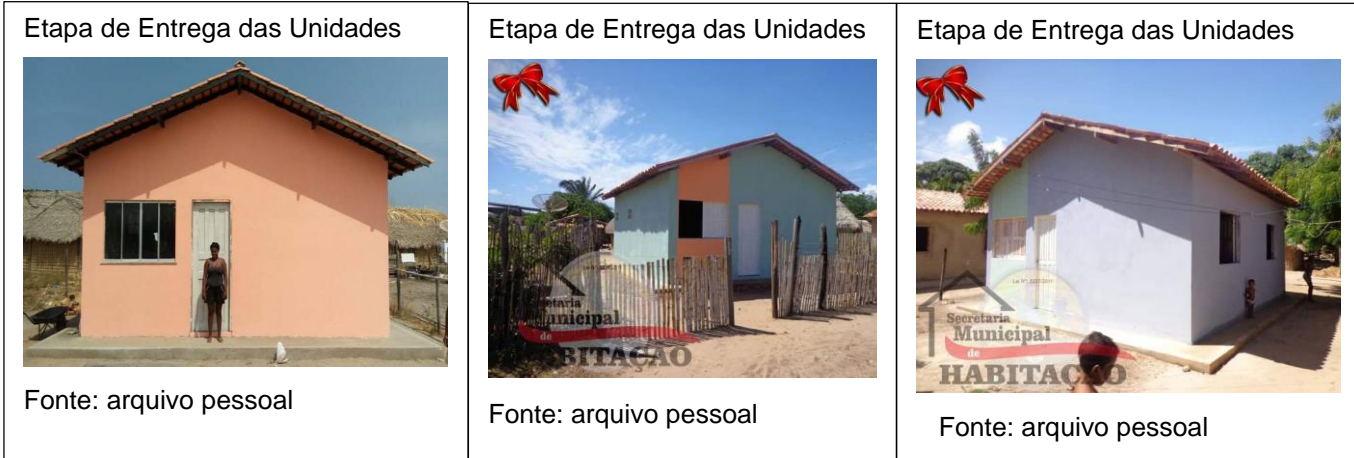 Etapa de Entrega das Unidades
Fonte: arquivo pessoal
Etapa de Entrega das Unidades
Secretaria
Municipal
de
HABITAÇÃO
Fonte: arquivo pessoal
Etapa de Entrega das Unidades
Secretaria
Municipal
de
HABITAÇÃO
Fonte: arquivo pessoal